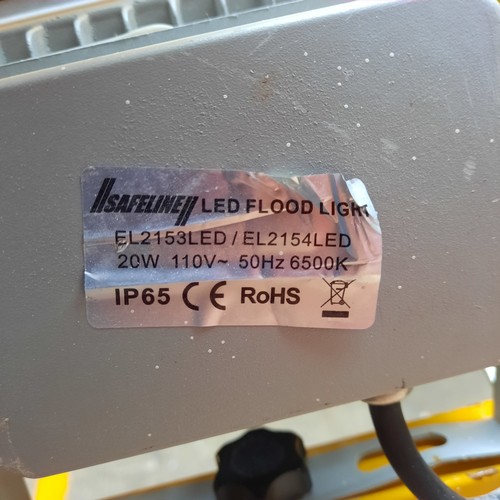 SAFELINE LED FLOOD LIGHT
EL2153LED / EL2154LED
20W 110V~ 50Hz 6500K
IP65 CE RoHS